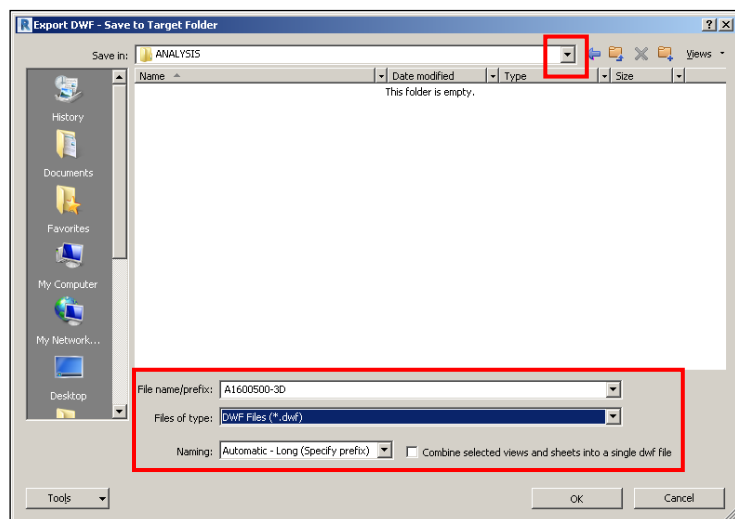 Export DWF - Save to Target Folder
Save in: ANALYSIS
Views
Name Date modified Type Size
This folder is empty.
History
Documents
Favorites
My Computer
My Network...
Desktop
File name/prefix: A1600500-3D
Files of type: DWF Files (*.dwf)
Naming: Automatic - Long (Specify prefix) Combine selected views and sheets into a single dwf file
Tools OK Cancel